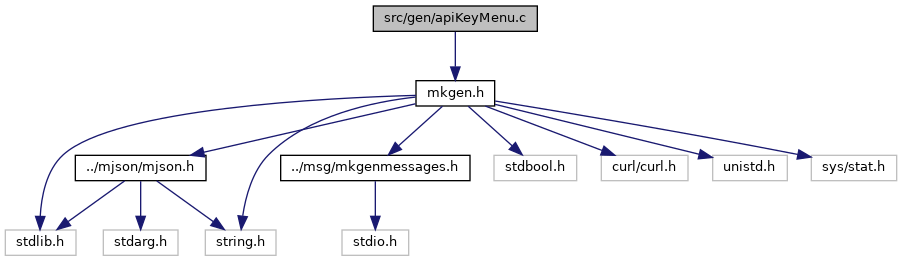 src/gen/apiKeyMenu.c
mkgen.h
../mjson/mjson.h
../msg/mkgenmessages.h
stdbool.h
curl/curl.h
unistd.h
sys/stat.h
stdlib.h
stdarg.h
string.h
stdio.h